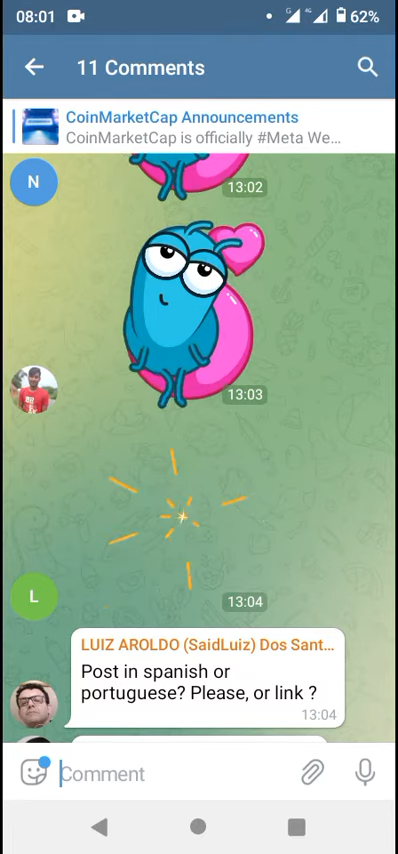 08:01
G
4G
62%
11 Comments
CoinMarketCap Announcements
CoinMarketCap is officially #Meta We...
N
13:02
13:03
L
13:04
LUIZ AROLDO (SaidLuiz) Dos Sant...
Post in spanish or
portuguese? Please, or link ?
13:04
Comment